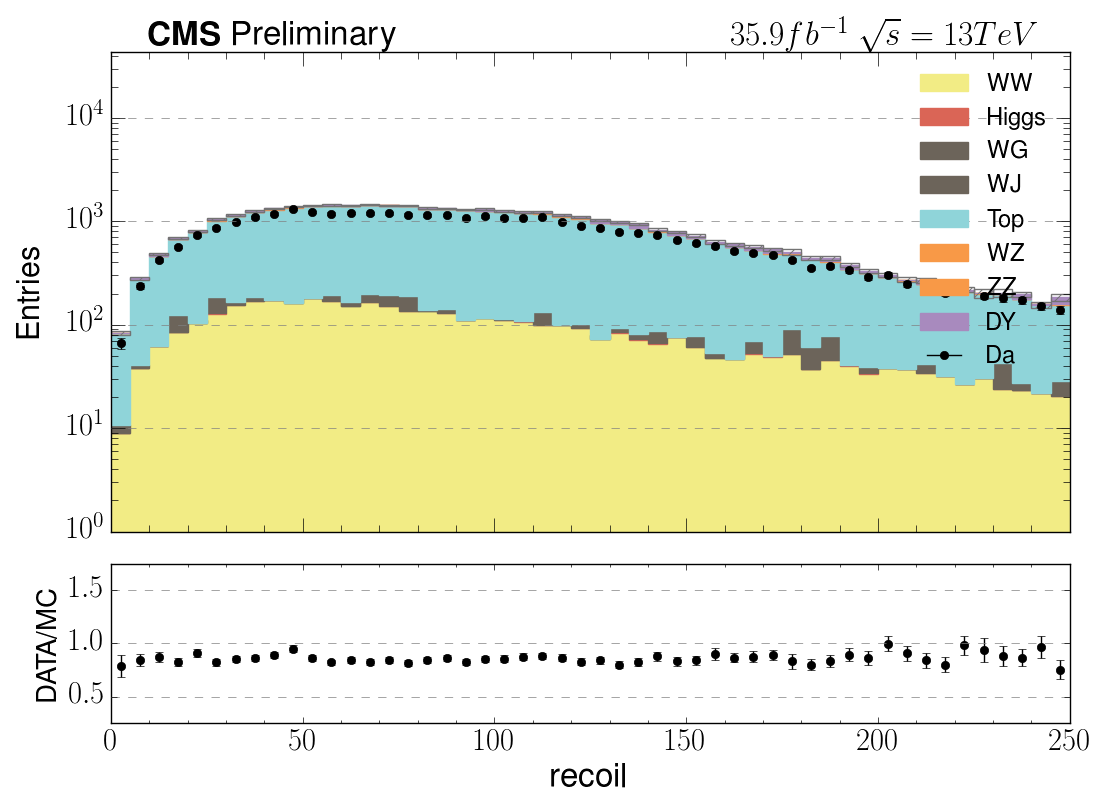 CMS Preliminary 35.9fb⁻¹ √s = 13TeV
Entries
10⁴
10³
10²
10¹
10⁰
WW
Higgs
WG
WJ
Top
WZ
ZZ
DY
Da
DATA/MC
1.5
1.0
0.5
0 50 100 150 200 250
recoil